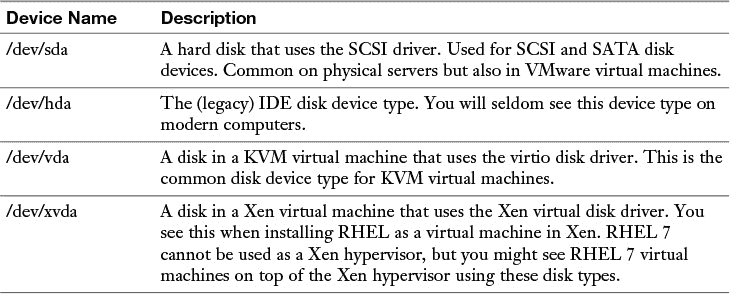 Device Name Description
/dev/sda A hard disk that uses the SCSI driver. Used for SCSI and SATA disk
devices. Common on physical servers but also in VMware virtual machines.
/dev/hda The (legacy) IDE disk device type. You will seldom see this device type on
modern computers.
/dev/vda A disk in a KVM virtual machine that uses the virtio disk driver. This is the
common disk device type for KVM virtual machines.
/dev/xvda A disk in a Xen virtual machine that uses the Xen virtual disk driver. You
see this when installing RHEL as a virtual machine in Xen. RHEL 7
cannot be used as a Xen hypervisor, but you might see RHEL 7 virtual
machines on top of the Xen hypervisor using these disk types.